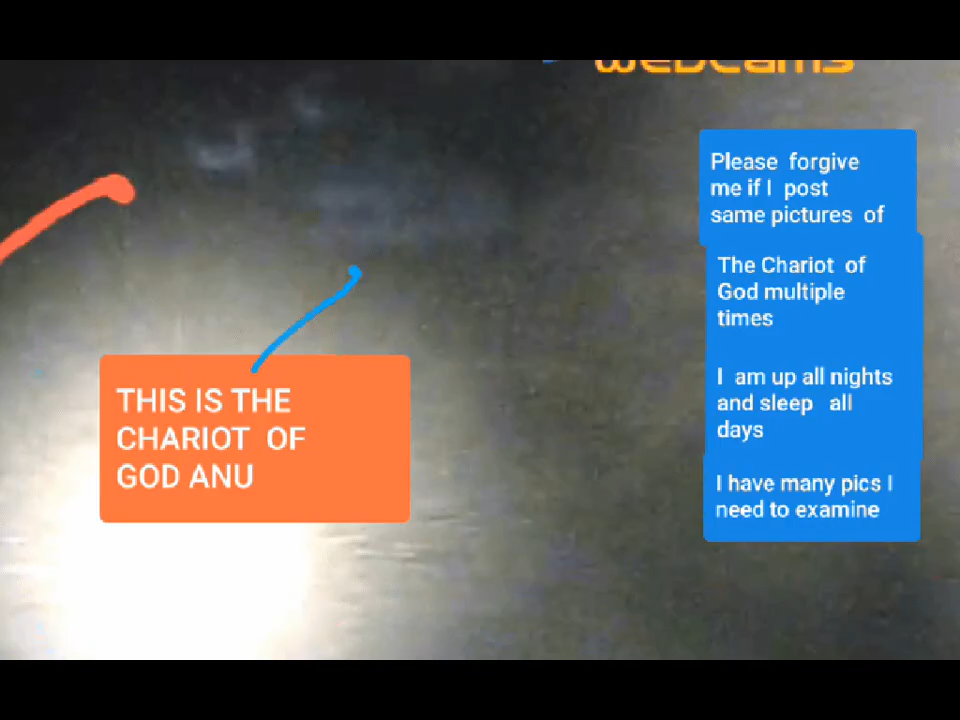 webcams
Please forgive
me if I post
same pictures of
The Chariot of
God multiple
times
I am up all nights
and sleep all
days
I have many pics I
need to examine
THIS IS THE
CHARIOT OF
GOD ANU